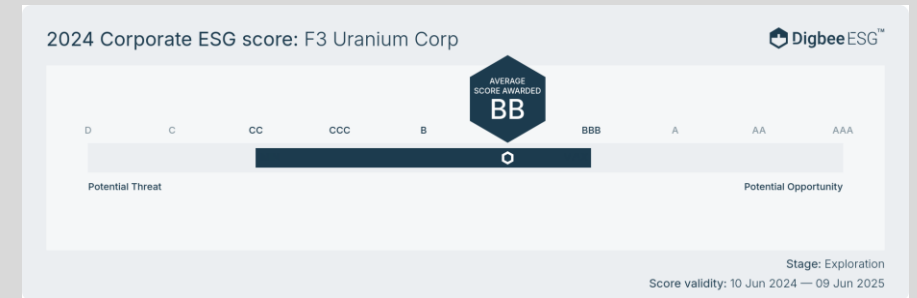 2024 Corporate ESG score: F3 Uranium Corp
DigbeeESG™
AVERAGE
SCORE AWARDED
BB
D C CC CCC B BBB A AA AAA
Potential Threat Potential Opportunity
Stage: Exploration
Score validity: 10 Jun 2024 — 09 Jun 2025